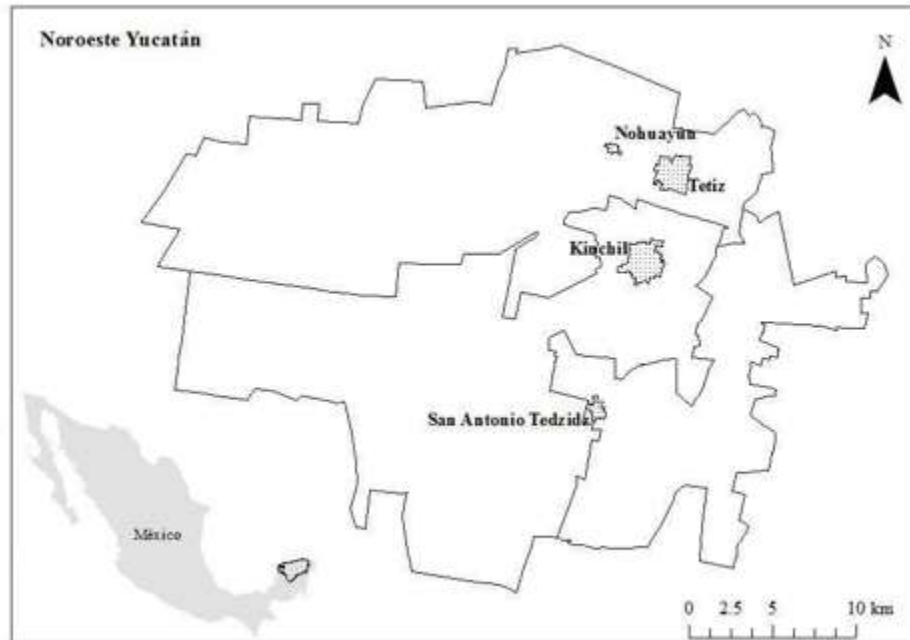 Noroeste Yucatán
N
Nohuayún
Tetiz
Kinchil
San Antonio Tedzidz
México
0 2.5 5 10 km